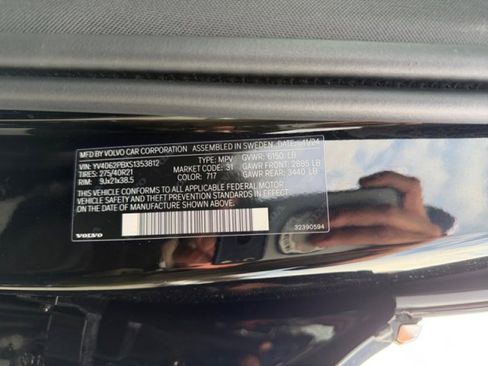 MFD BY VOLVO CAR CORPORATION ASSEMBLED IN SWEDEN DATE: 11/24
VIN: YV4062PBXS1353812 TYPE: MPV GVWR: 6150 LB
TIRES: 275/40R21 MARKET CODE: 31 GAWR FRONT: 2885 LB
RIM: 9Jx21x38.5 COLOR: 717 GAWR REAR: 3440 LB
THIS VEHICLE CONFORMS TO ALL APPLICABLE FEDERAL MOTOR
VEHICLE SAFETY AND THEFT PREVENTION STANDARDS IN EFFECT ON
THE DATE OF MANUFACTURE SHOWN ABOVE.
32390594
VOLVO